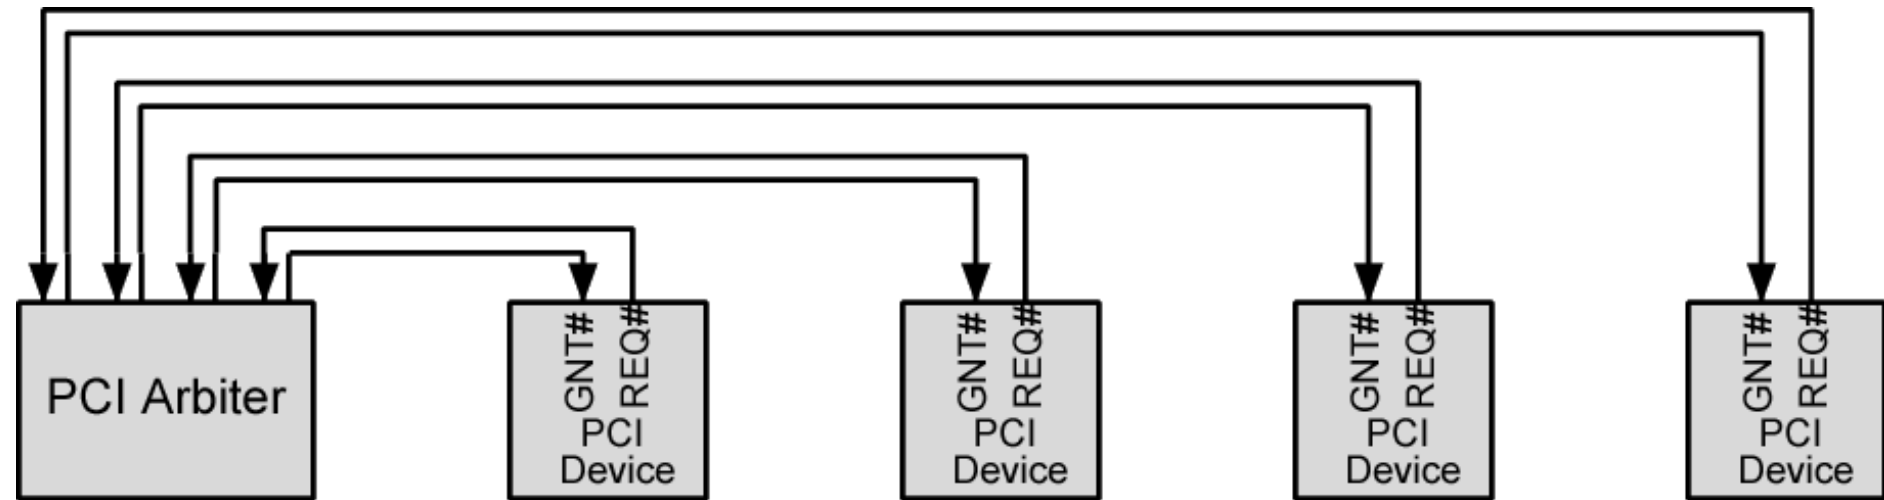 PCI Arbiter
GNT#
REQ#
PCI
Device
GNT#
REQ#
PCI
Device
GNT#
REQ#
PCI
Device
GNT#
REQ#
PCI
Device